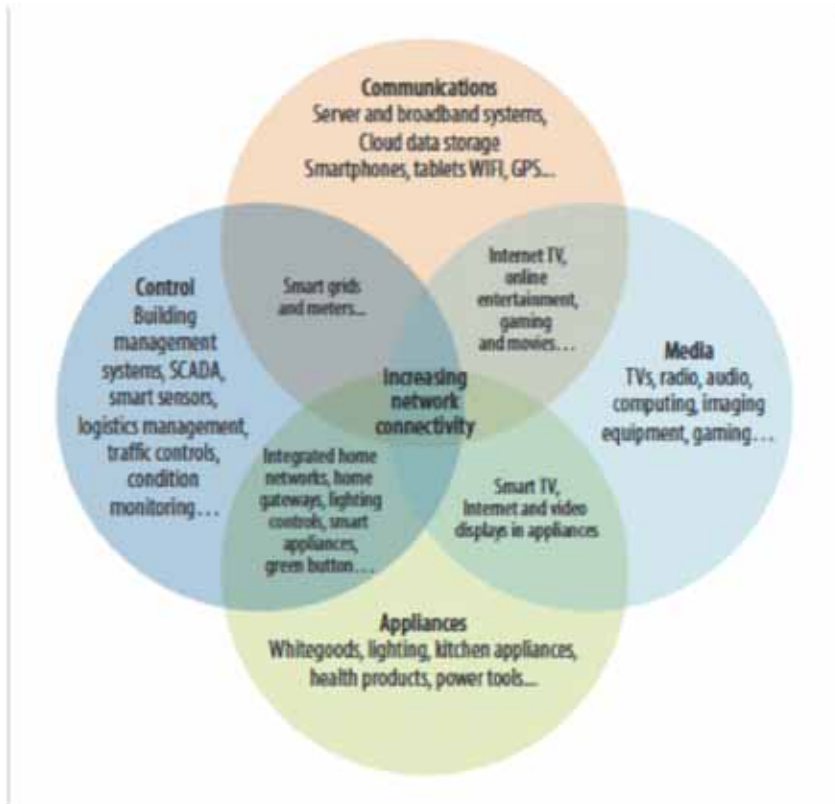 Communications
Server and broadband systems,
Cloud data storage
Smartphones, tablets WIFI, GPS...
Smart grids
and meters...
Internet TV,
online
entertainment,
gaming
and movies...
Control
Building
management
systems, SCADA,
smart sensors,
logistics management,
traffic controls,
condition
monitoring...
Media
TVs, radio, audio,
computing, imaging
equipment, gaming...
Increasing
network
connectivity
Integrated home
networks, home
gateways, lighting
controls, smart
appliances,
green button...
Smart TV,
Internet and video
displays in appliances
Appliances
Whitegoods, lighting, kitchen appliances,
health products, power tools...